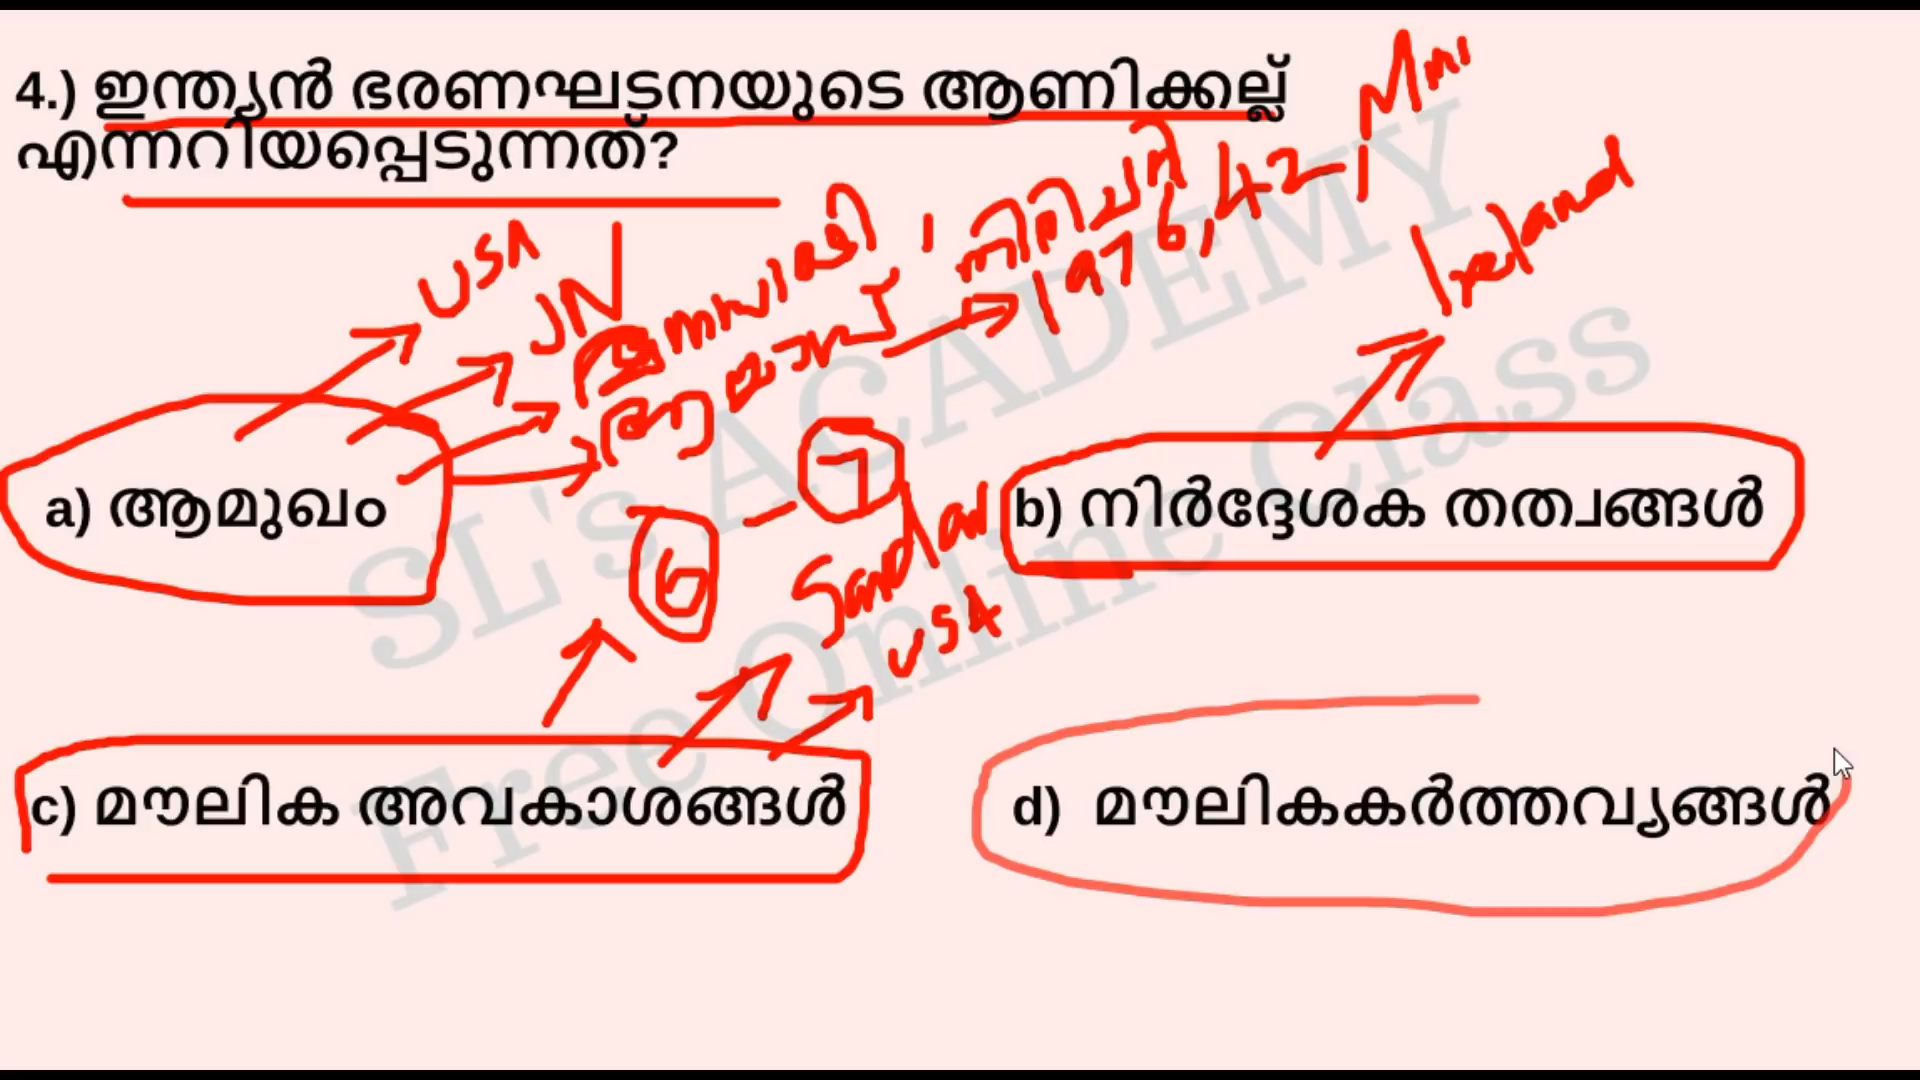 4.) ഇന്ത്യൻ ഭരണഘടനയുടെ ആണിക്കല്ല്
എന്നറിയപ്പെടുന്നത്?
USA
JN
1976, 42
Ireland
a) ആമുഖം
7
b) നിർദ്ദേശക തത്വങ്ങൾ
6
USA
c) മൗലിക അവകാശങ്ങൾ
d) മൗലികകർത്തവ്യങ്ങൾ
SL's ACADEMY
Free Online Class